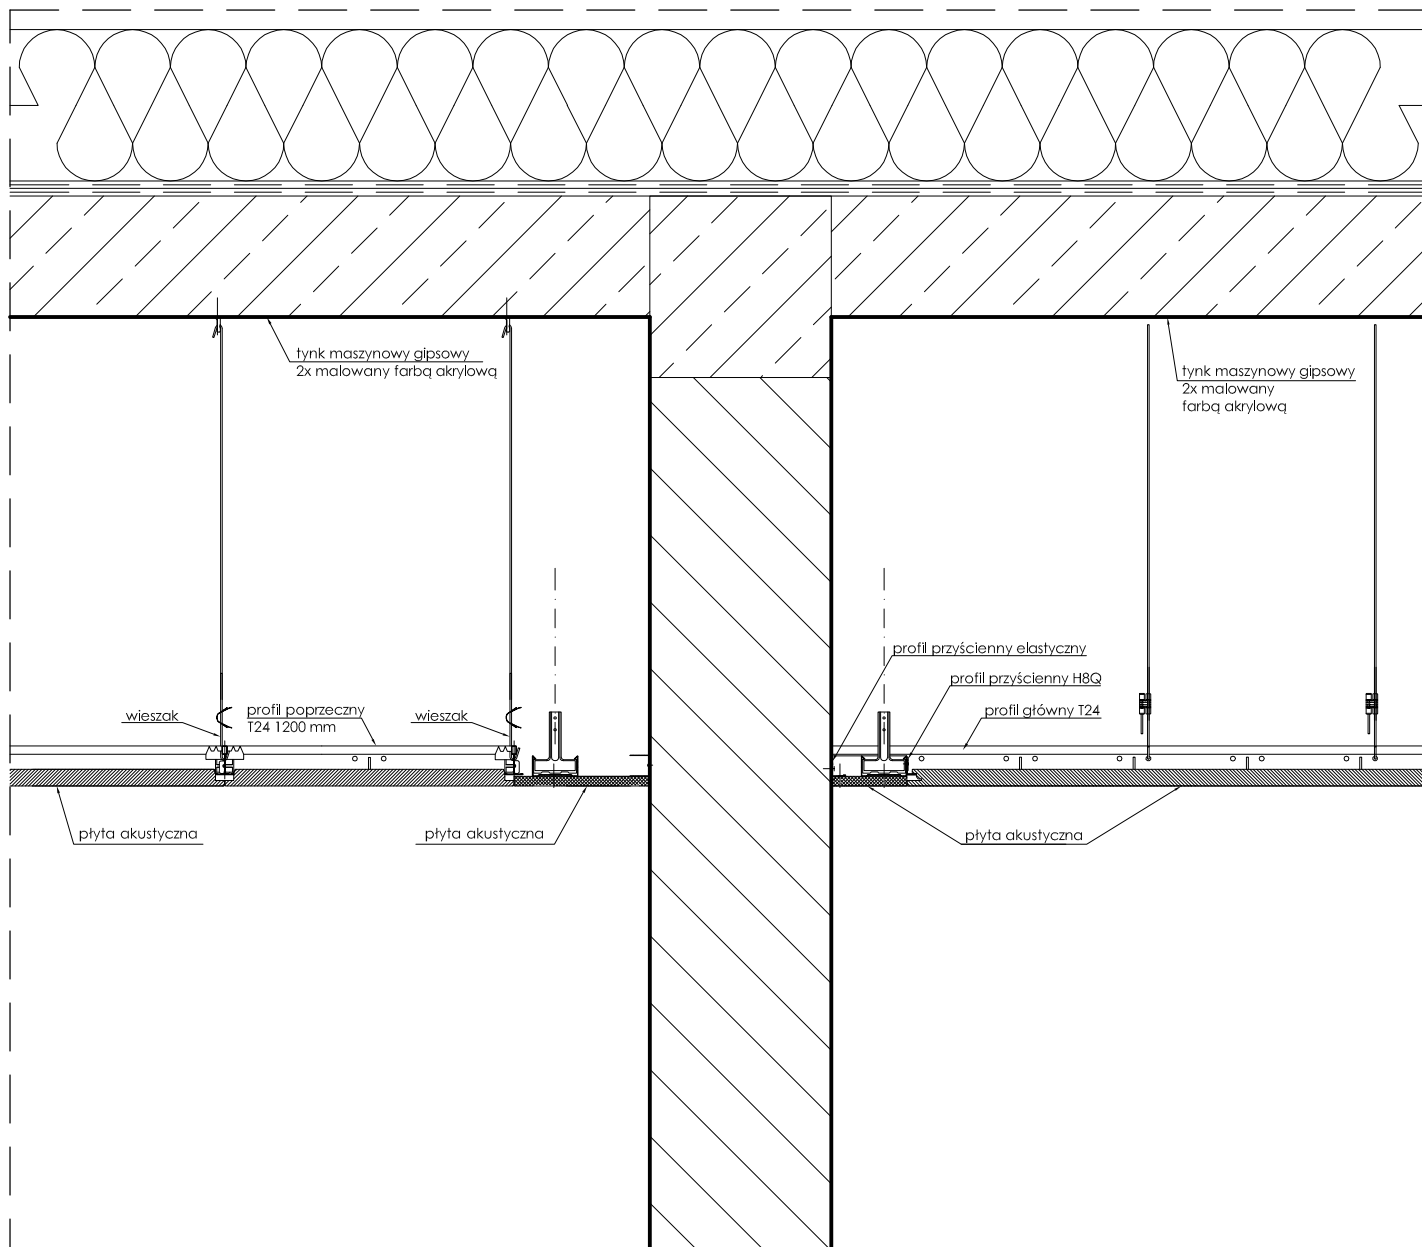 tynk maszynowy gipsowy
2x malowany farbą akrylową
tynk maszynowy gipsowy
2x malowany
farbą akrylową
profil przyścienny elastyczny
profil przyścienny H8Q
wieszak
profil poprzeczny
T24 1200 mm
wieszak
profil główny T24
płyta akustyczna
płyta akustyczna
płyta akustyczna